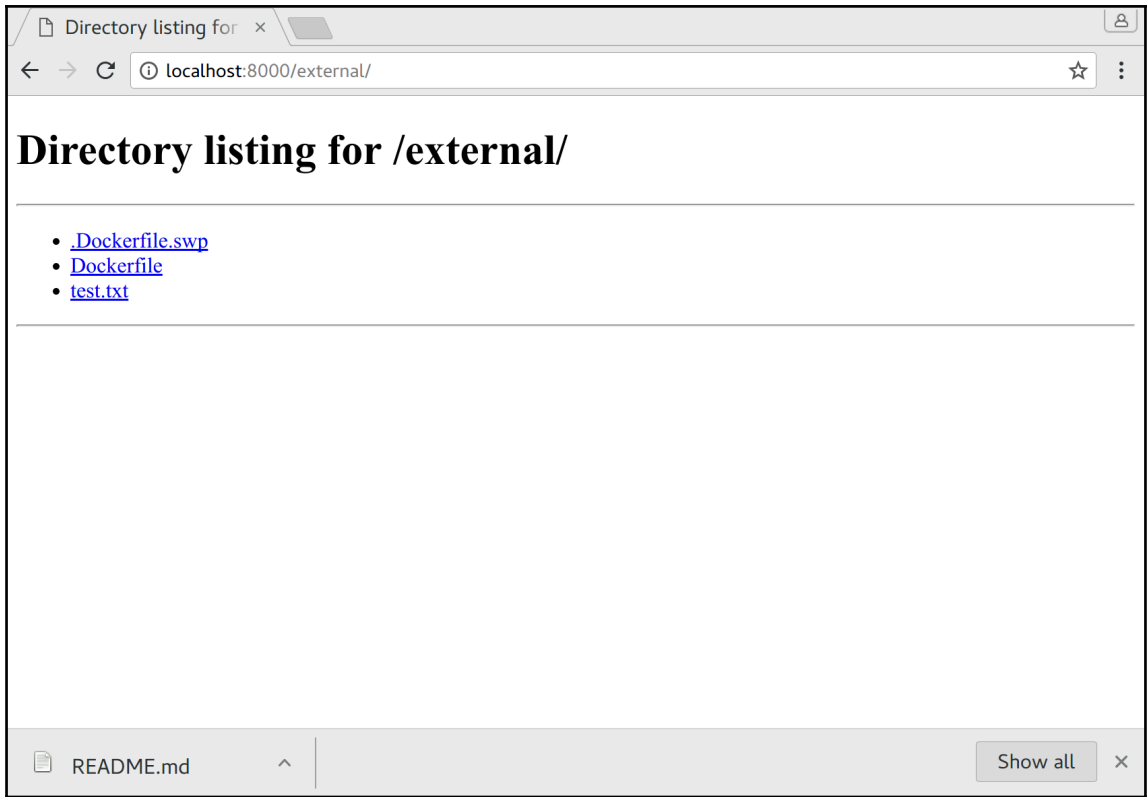 Directory listing for
localhost:8000/external/
Directory listing for /external/
.Dockerfile.swp
Dockerfile
test.txt
README.md
Show all